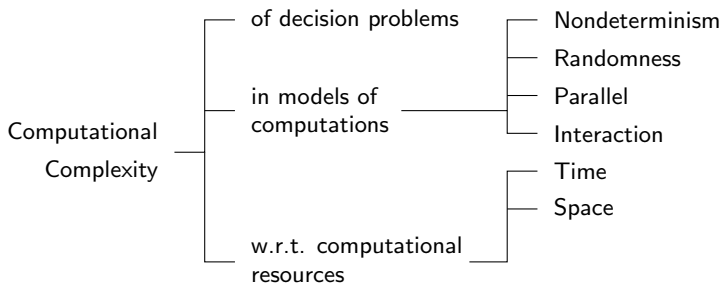 Computational
Complexity
of decision problems
in models of
computations
w.r.t. computational
resources
Nondeterminism
Randomness
Parallel
Interaction
Time
Space